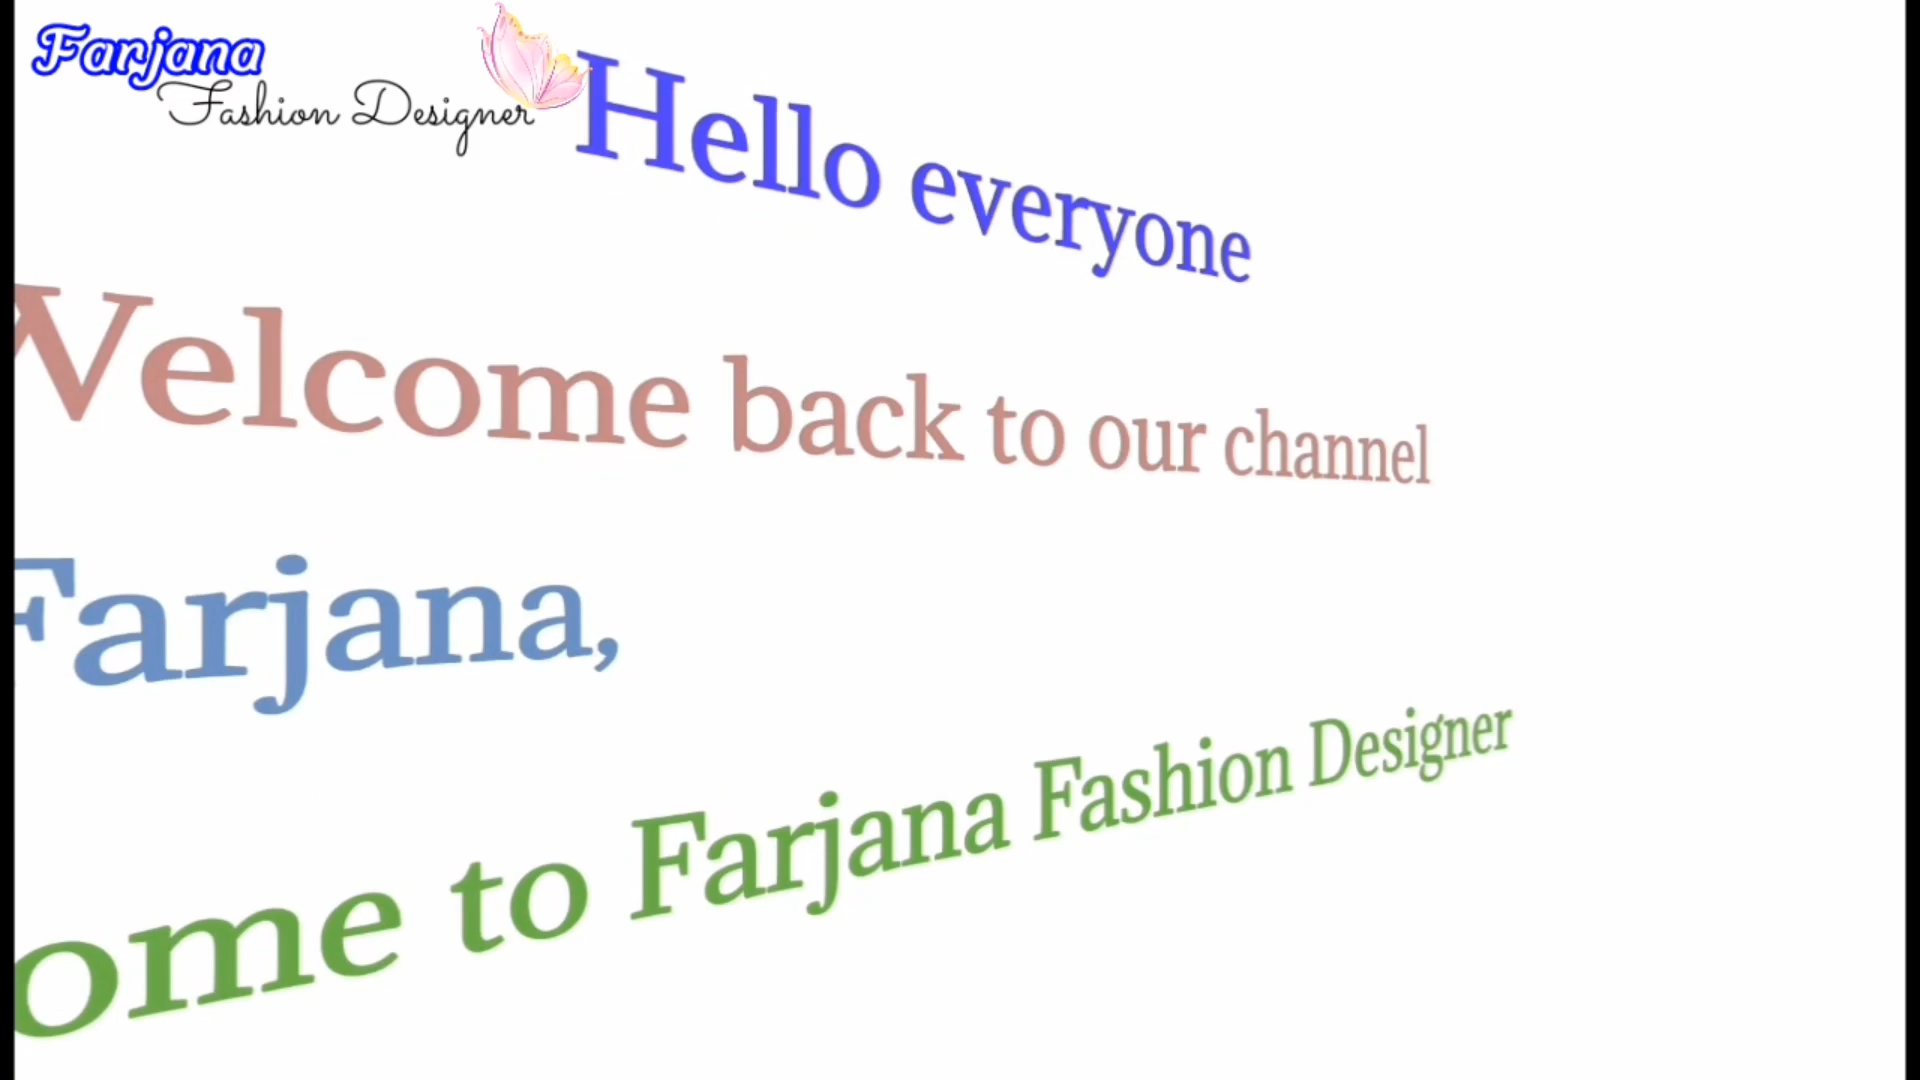 Farjana
Fashion Designer
Hello everyone
Welcome back to our channel
Farjana,
ome to Farjana Fashion Designer